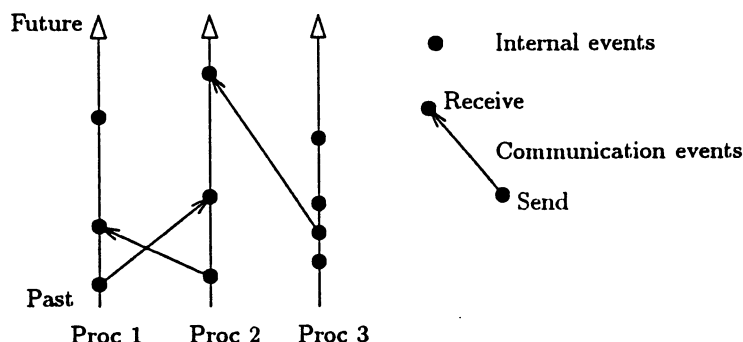 Future
Internal events
Receive
Communication events
Send
Past
Proc 1 Proc 2 Proc 3